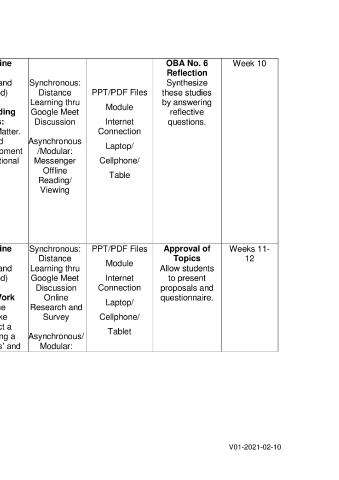 ine
and
ed)
ding
s:
Matter.
d
pment
tional
Synchronous:
Distance
Learning thru
Google Meet
Discussion
Asynchronous
/Modular:
Messenger
Offline
Reading/
Viewing
PPT/PDF Files
Module
Internet
Connection
Laptop/
Cellphone/
Table
OBA No. 6
Reflection
Synthesize
these studies
by answering
reflective
questions.
Week 10
ine
and
ed)
Work
e
ke
ct a
ng a
s' and
Synchronous:
Distance
Learning thru
Google Meet
Discussion
Online
Research and
Survey
Asynchronous/
Modular:
PPT/PDF Files
Module
Internet
Connection
Laptop/
Cellphone/
Tablet
Approval of
Topics
Allow students
to present
proposals and
questionnaire.
Weeks 11-
12
V01-2021-02-10